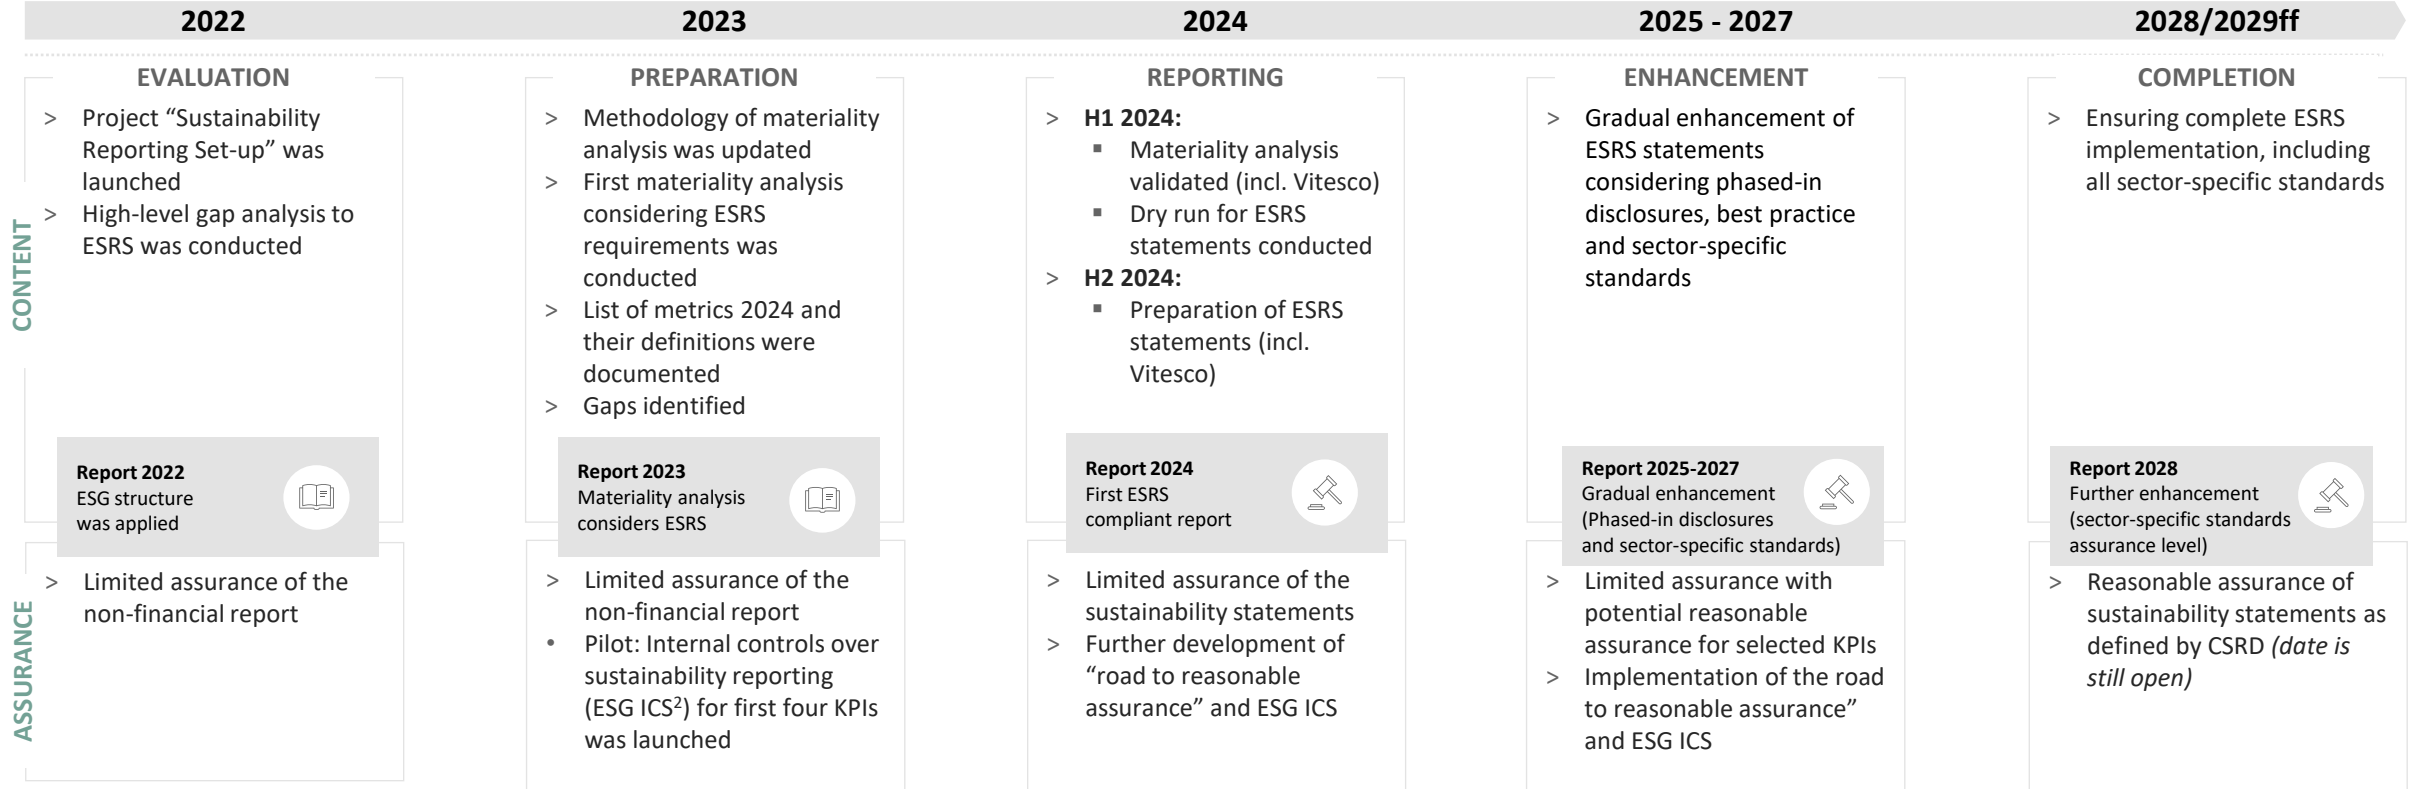 2022
2023
2024
2025 - 2027
2028/2029ff
CONTENT
EVALUATION
> Project “Sustainability
Reporting Set-up” was
launched
> High-level gap analysis to
ESRS was conducted
Report 2022
ESG structure
was applied
PREPARATION
> Methodology of materiality
analysis was updated
> First materiality analysis
considering ESRS
requirements was
conducted
> List of metrics 2024 and
their definitions were
documented
> Gaps identified
Report 2023
Materiality analysis
considers ESRS
REPORTING
> H1 2024:
▪ Materiality analysis
validated (incl. Vitesco)
▪ Dry run for ESRS
statements conducted
> H2 2024:
▪ Preparation of ESRS
statements (incl.
Vitesco)
Report 2024
First ESRS
compliant report
ENHANCEMENT
> Gradual enhancement of
ESRS statements
considering phased-in
disclosures, best practice
and sector-specific
standards
Report 2025-2027
Gradual enhancement
(Phased-in disclosures
and sector-specific standards)
COMPLETION
> Ensuring complete ESRS
implementation, including
all sector-specific standards
Report 2028
Further enhancement
(sector-specific standards
assurance level)
ASSURANCE
> Limited assurance of the
non-financial report
> Limited assurance of the
non-financial report
• Pilot: Internal controls over
sustainability reporting
(ESG ICS²) for first four KPIs
was launched
> Limited assurance of the
sustainability statements
> Further development of
“road to reasonable
assurance” and ESG ICS
> Limited assurance with
potential reasonable
assurance for selected KPIs
> Implementation of the road
to reasonable assurance”
and ESG ICS
> Reasonable assurance of
sustainability statements as
defined by CSRD (date is
still open)